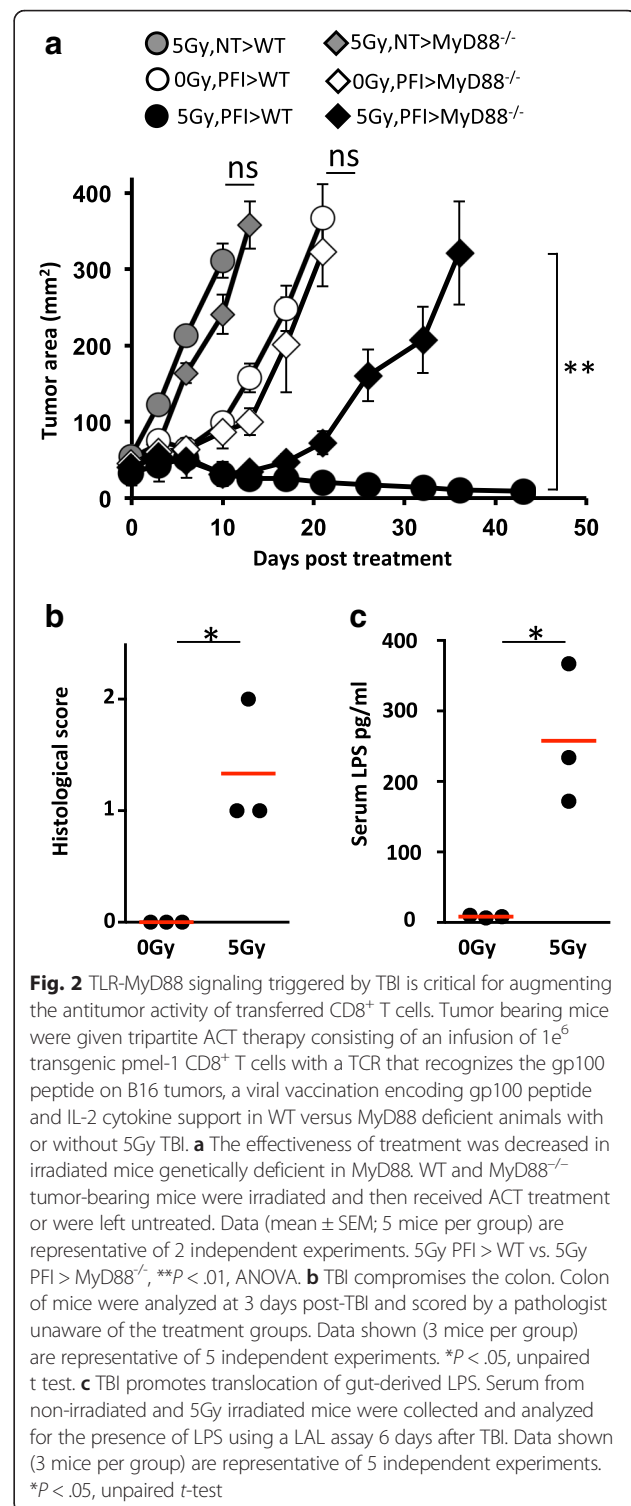 a
5Gy,NT>WT 5Gy,NT>MyD88-/-
0Gy,PFI>WT 0Gy,PFI>MyD88-/-
5Gy,PFI>WT 5Gy,PFI>MyD88-/-
ns
ns
400
300
200
100
0
Tumor area (mm²)
**
0 10 20 30 40 50
Days post treatment
b
*
2
1
0
Histological score
0Gy 5Gy
c
*
400
300
200
100
0
Serum LPS pg/ml
0Gy 5Gy
Fig. 2 TLR-MyD88 signaling triggered by TBI is critical for augmenting
the antitumor activity of transferred CD8⁺ T cells. Tumor bearing mice
were given tripartite ACT therapy consisting of an infusion of 1e⁶
transgenic pmel-1 CD8⁺ T cells with a TCR that recognizes the gp100
peptide on B16 tumors, a viral vaccination encoding gp100 peptide
and IL-2 cytokine support in WT versus MyD88 deficient animals with
or without 5Gy TBI. a The effectiveness of treatment was decreased in
irradiated mice genetically deficient in MyD88. WT and MyD88−/−
tumor-bearing mice were irradiated and then received ACT treatment
or were left untreated. Data (mean ± SEM; 5 mice per group) are
representative of 2 independent experiments. 5Gy PFI > WT vs. 5Gy
PFI > MyD88-/-, **P < .01, ANOVA. b TBI compromises the colon. Colon
of mice were analyzed at 3 days post-TBI and scored by a pathologist
unaware of the treatment groups. Data shown (3 mice per group)
are representative of 5 independent experiments. *P < .05, unpaired
t test. c TBI promotes translocation of gut-derived LPS. Serum from
non-irradiated and 5Gy irradiated mice were collected and analyzed
for the presence of LPS using a LAL assay 6 days after TBI. Data shown
(3 mice per group) are representative of 5 independent experiments.
*P < .05, unpaired t-test